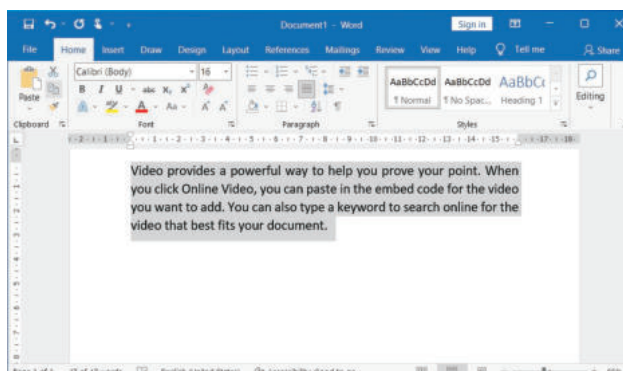 Document1 - Word
Sign in
File Home Insert Draw Design Layout References Mailings Review View Help Tell me Share
Calibri (Body) 16
AaBbCcDd AaBbCcDd AaBbCc
Paste
B I U abc X₂ X²
Editing
¶ Normal ¶ No Spac... Heading 1
A Aa A A
Clipboard Font Paragraph Styles
Video provides a powerful way to help you prove your point. When
you click Online Video, you can paste in the embed code for the video
you want to add. You can also type a keyword to search online for the
video that best fits your document.